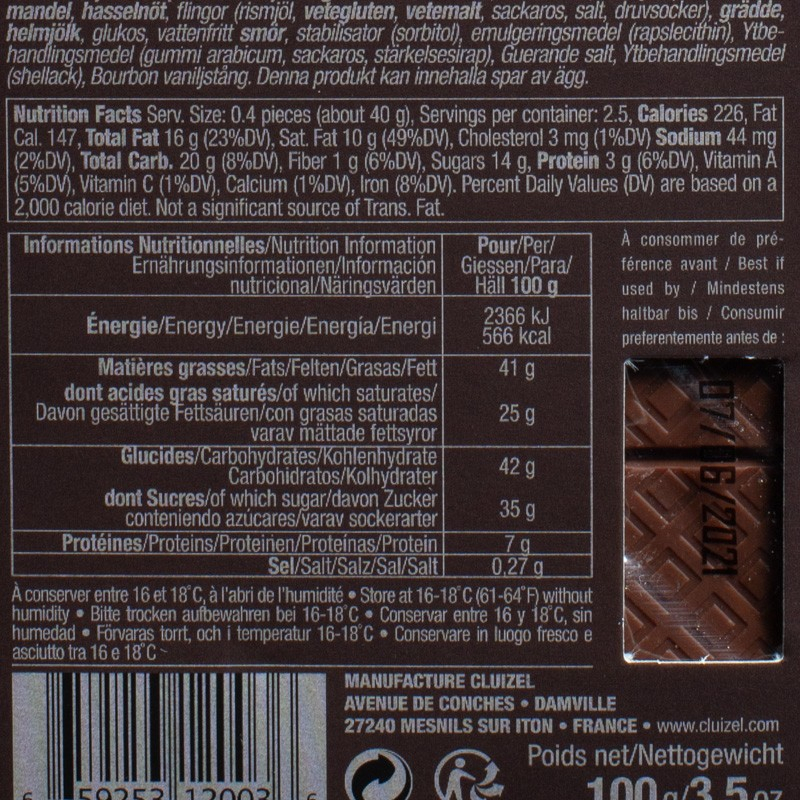 mandel, hasselnöt, flingor (rismjöl, vetegluten, vetemalt, sackaros, salt, druvsocker), grädde,
helmjölk, glukos, vattenfritt smör, stabilisator (sorbitol), emulgeringsmedel (rapslecithin), Ytbe-
handlingsmedel (gummi arabicum, sackaros, stärkelsesirap), Guerande salt, Ytbehandlingsmedel
(shellack), Bourbon vaniljstång. Denna produkt kan innehålla spar av ägg.
Nutrition Facts Serv. Size: 0.4 pieces (about 40 g), Servings per container: 2.5, Calories 226, Fat
Cal. 147, Total Fat 16 g (23%DV), Sat. Fat 10 g (49%DV), Cholesterol 3 mg (1%DV) Sodium 44 mg
(2%DV), Total Carb. 20 g (8%DV), Fiber 1 g (6%DV), Sugars 14 g, Protein 3 g (6%DV), Vitamin A
(5%DV), Vitamin C (1%DV), Calcium (1%DV), Iron (8%DV). Percent Daily Values (DV) are based on a
2,000 calorie diet. Not a significant source of Trans. Fat.
Informations Nutritionnelles/Nutrition Information
Ernährungsinformationen/Información
nutricional/Näringsvärden
Pour/Per/
Giessen/Para/
Häll 100 g
Énergie/Energy/Energie/Energía/Energi
2366 kJ
566 kcal
Matières grasses/Fats/Felten/Grasas/Fett
41 g
dont acides gras saturés/of which saturates/
Davon gesättigte Fettsäuren/con grasas saturadas
varav mättade fettsyror
25 g
Glucides/Carbohydrates/Kohlenhydrate
Carbohidratos/Kolhydrater
42 g
dont Sucres/of which sugar/davon Zucker
conteniendo azúcares/varav sockerarter
35 g
Protéines/Proteins/Proteinen/Proteínas/Protein
7 g
Sel/Salt/Salz/Sal/Salt
0,27 g
À consommer de pré-
férence avant / Best if
used by / Mindestens
haltbar bis / Consumir
preferentemente antes de :
07/06/2021
À conserver entre 16 et 18°C, à l'abri de l'humidité • Store at 16-18°C (61-64°F) without
humidity • Bitte trocken aufbewahren bei 16-18°C • Conservar entre 16 y 18°C, sin
humedad • Förvaras torrt, och i temperatur 16-18°C • Conservare in luogo fresco e
asciutto tra 16 e 18°C
MANUFACTURE CLUIZEL
AVENUE DE CONCHES • DAMVILLE
27240 MESNILS SUR ITON • FRANCE • www.cluizel.com
Poids net/Nettogewicht
100 g/3.5 oz
6 59253 12003 6